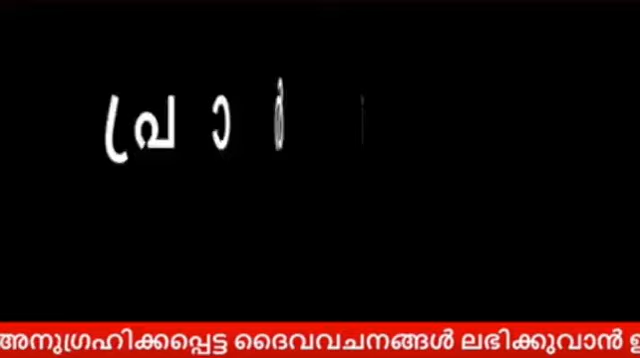 പ്രാർ
അനുഗ്രഹിക്കപ്പെട്ട ദൈവവചനങ്ങൾ ലഭിക്കുവാൻ